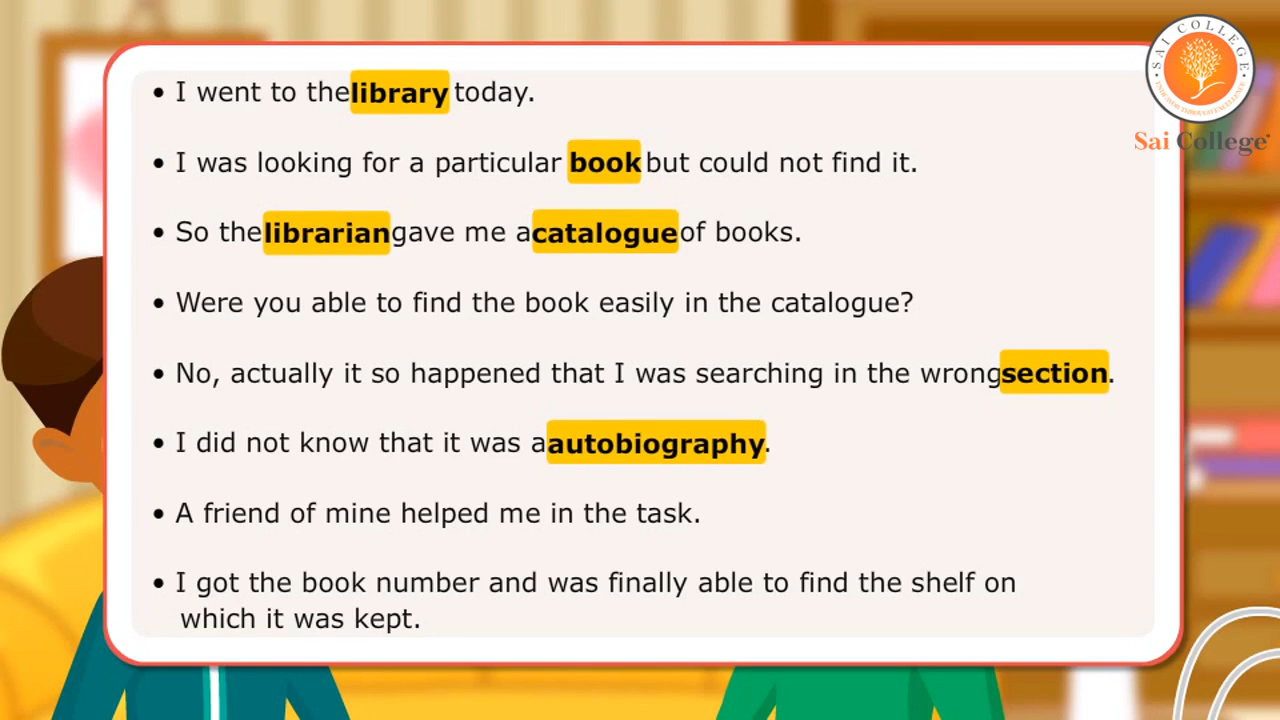 • I went to the library today.
• I was looking for a particular book but could not find it.
• So the librarian gave me a catalogue of books.
• Were you able to find the book easily in the catalogue?
• No, actually it so happened that I was searching in the wrong section.
• I did not know that it was a autobiography.
• A friend of mine helped me in the task.
• I got the book number and was finally able to find the shelf on
which it was kept.
SAI COLLEGE
Sai College